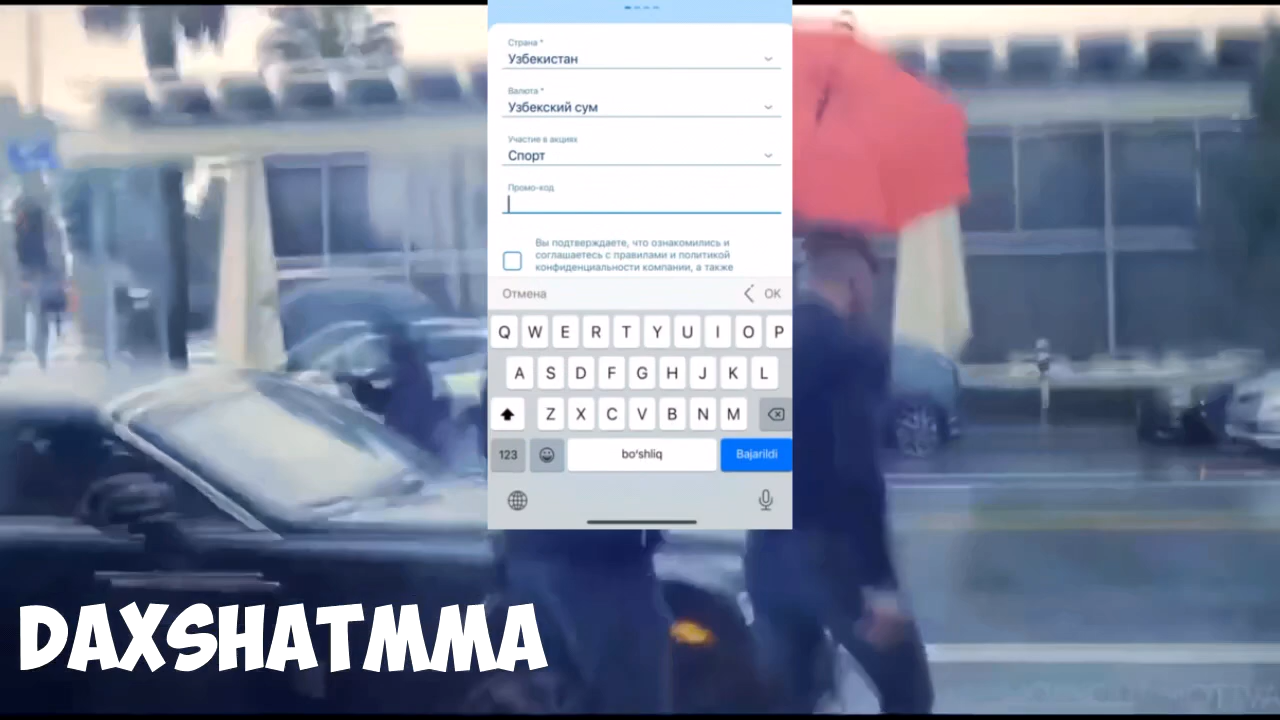 Страна *
Узбекистан
Валюта *
Узбекский сум
Участие в акциях
Спорт
Промо-код
Вы подтверждаете, что ознакомились и
соглашаетесь с правилами и политикой
конфиденциальности компании, а также
Отмена
OK
Q W E R T Y U I O P
A S D F G H J K L
Z X C V B N M
123
bo'shliq
Bajarildi
DAXSHATMMA